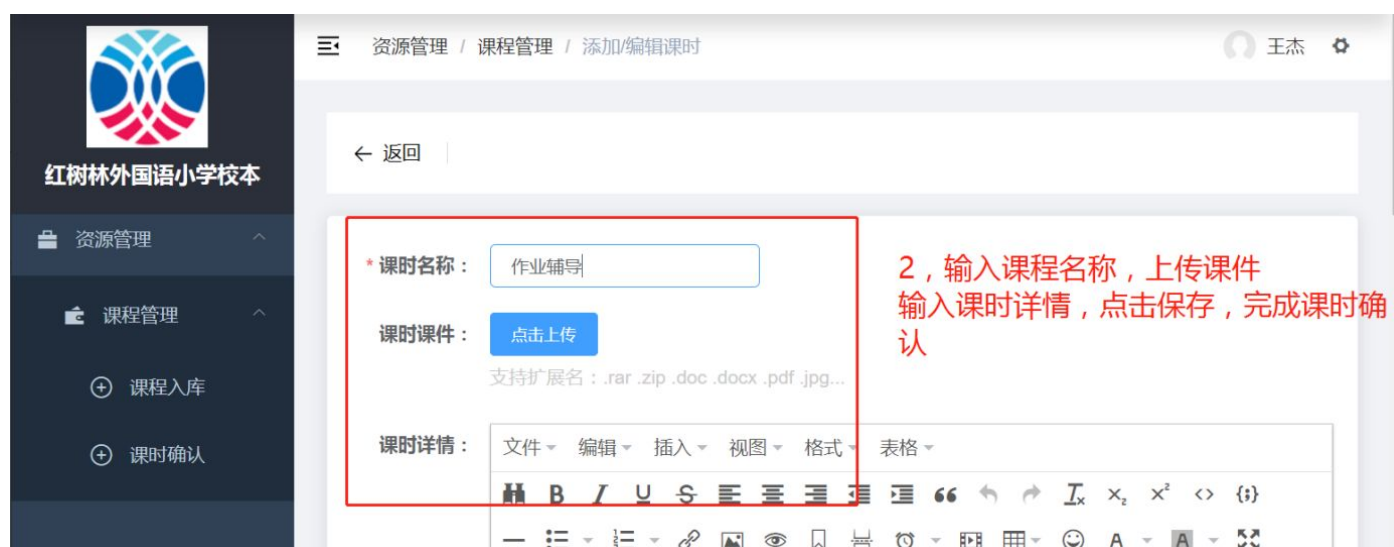 资源管理 / 课程管理 / 添加/编辑课时
王杰
红树林外国语小学校本
← 返回
资源管理
课程管理
课程入库
课时确认
* 课时名称：
作业辅导
课时课件：
点击上传
支持扩展名：.rar .zip .doc .docx .pdf .jpg...
2，输入课程名称，上传课件
输入课时详情，点击保存，完成课时确
认
课时详情：
文件 编辑 插入 视图 格式 表格